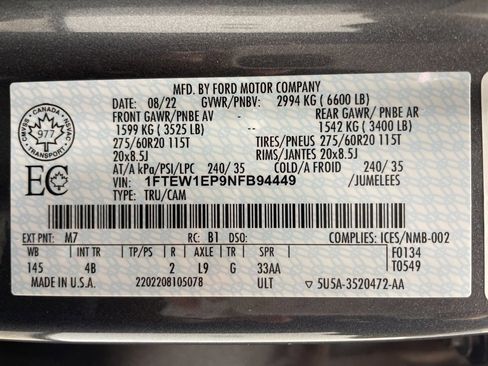 MFD. BY FORD MOTOR COMPANY
DATE: 08/22 GVWR/PNBV: 2994 KG ( 6600 LB)
FRONT GAWR/PNBE AV - REAR GAWR/ PNBE AR
1599 KG ( 3525 LB) 1542 KG ( 3400 LB)
275/60R20 115T TIRES/PNEUS 275/60R20 115T
20x8.5J RIMS/JANTES 20x8.5J
AT/A kPa/PSI/LPC 240/ 35 COLD/A FROID 240/ 35
VIN: 1FTEW1EP9NFB94449 /JUMELEES
TYPE: TRU/CAM
CMVSS · CANADA · NSVAC
977
TRANSPORT
EC
EXT PNT: M7 RC: B1 DSO: COMPLIES: ICES/NMB-002
WB INT TR TP/PS R AXLE TR SPR F0134
145 4B 2 L9 G 33AA T0549
MADE IN U.S.A. 2202208105078 ULT 5U5A-3520472-AA